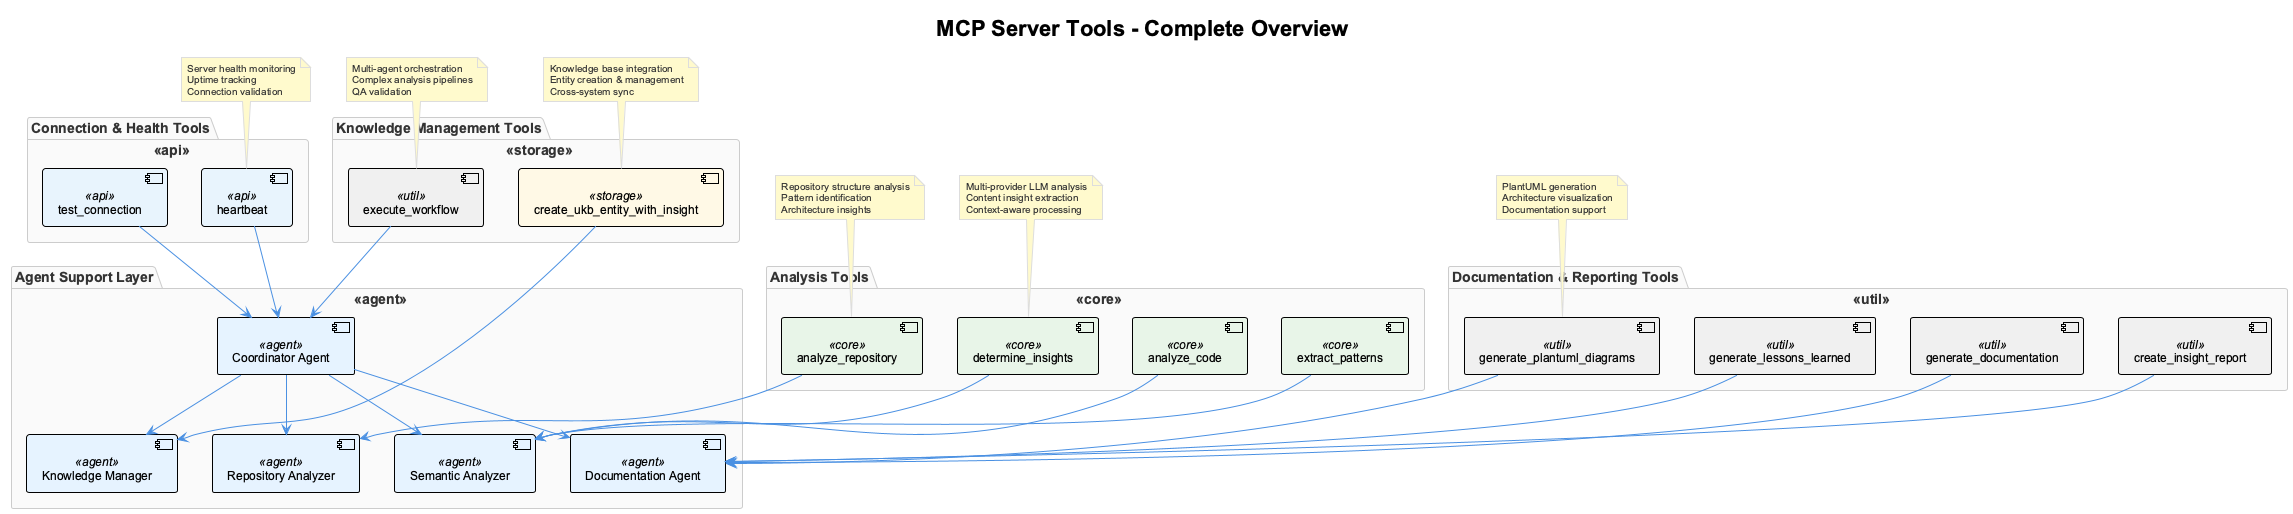 MCP Server Tools - Complete Overview
Server health monitoring
Uptime tracking
Connection validation
Multi-agent orchestration
Complex analysis pipelines
QA validation
Knowledge base integration
Entity creation & management
Cross-system sync
Connection & Health Tools
«api»
«api»
test_connection
«api»
heartbeat
Knowledge Management Tools
«storage»
«util»
execute_workflow
«storage»
create_ukb_entity_with_insight
Repository structure analysis
Pattern identification
Architecture insights
Multi-provider LLM analysis
Content insight extraction
Context-aware processing
PlantUML generation
Architecture visualization
Documentation support
Agent Support Layer
«agent»
«agent»
Coordinator Agent
Analysis Tools
«core»
«core»
analyze_repository
«core»
determine_insights
«core»
analyze_code
«core»
extract_patterns
Documentation & Reporting Tools
«util»
«util»
generate_plantuml_diagrams
«util»
generate_lessons_learned
«util»
generate_documentation
«util»
create_insight_report
«agent»
Knowledge Manager
«agent»
Repository Analyzer
«agent»
Semantic Analyzer
«agent»
Documentation Agent